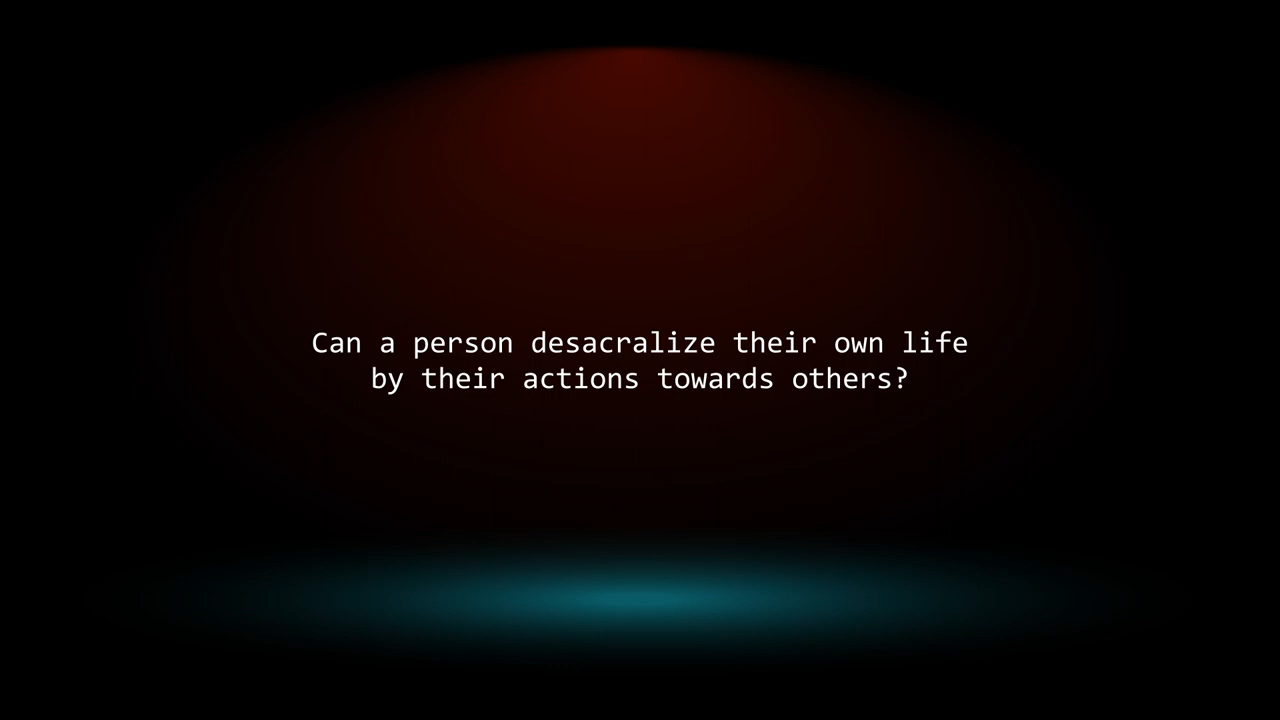 Can a person desacralize their own life
by their actions towards others?